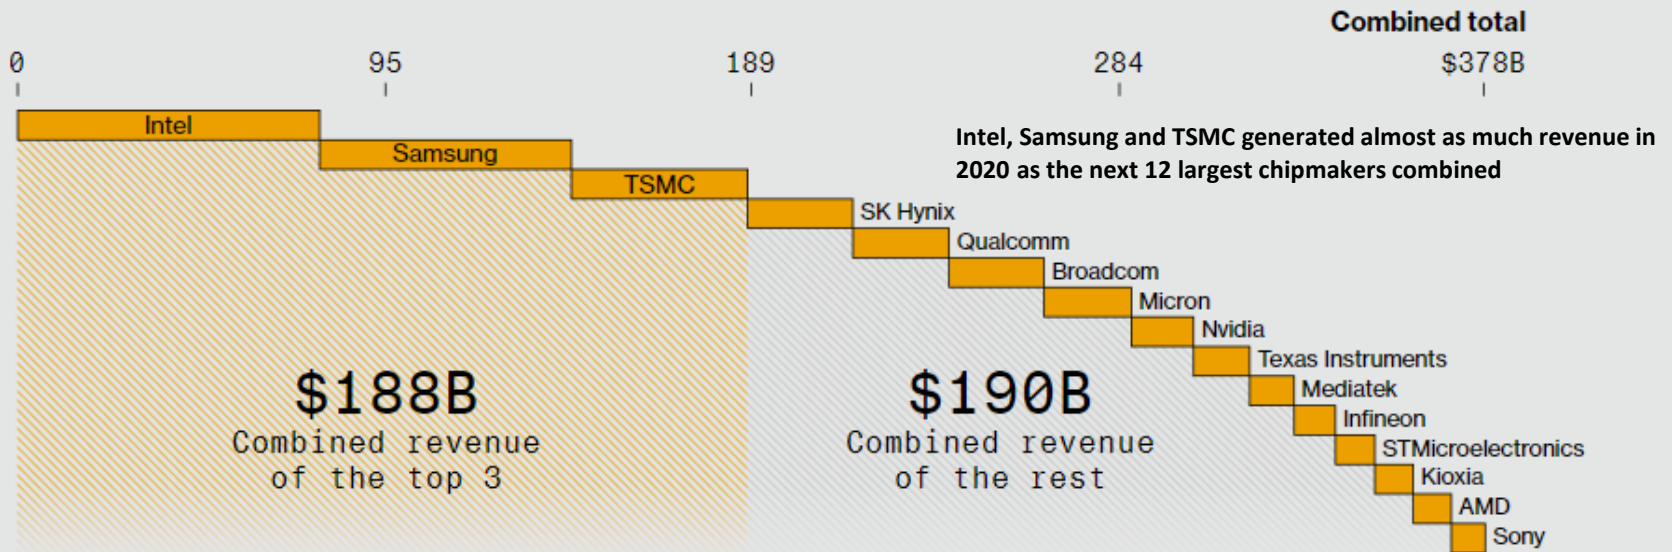 Combined total
0 95 189 284 $378B
Intel
Intel, Samsung and TSMC generated almost as much revenue in
2020 as the next 12 largest chipmakers combined
Samsung
TSMC
SK Hynix
Qualcomm
Broadcom
Micron
Nvidia
Texas Instruments
Mediatek
Infineon
STMicroelectronics
Kioxia
AMD
Sony
$188B
Combined revenue
of the top 3
$190B
Combined revenue
of the rest